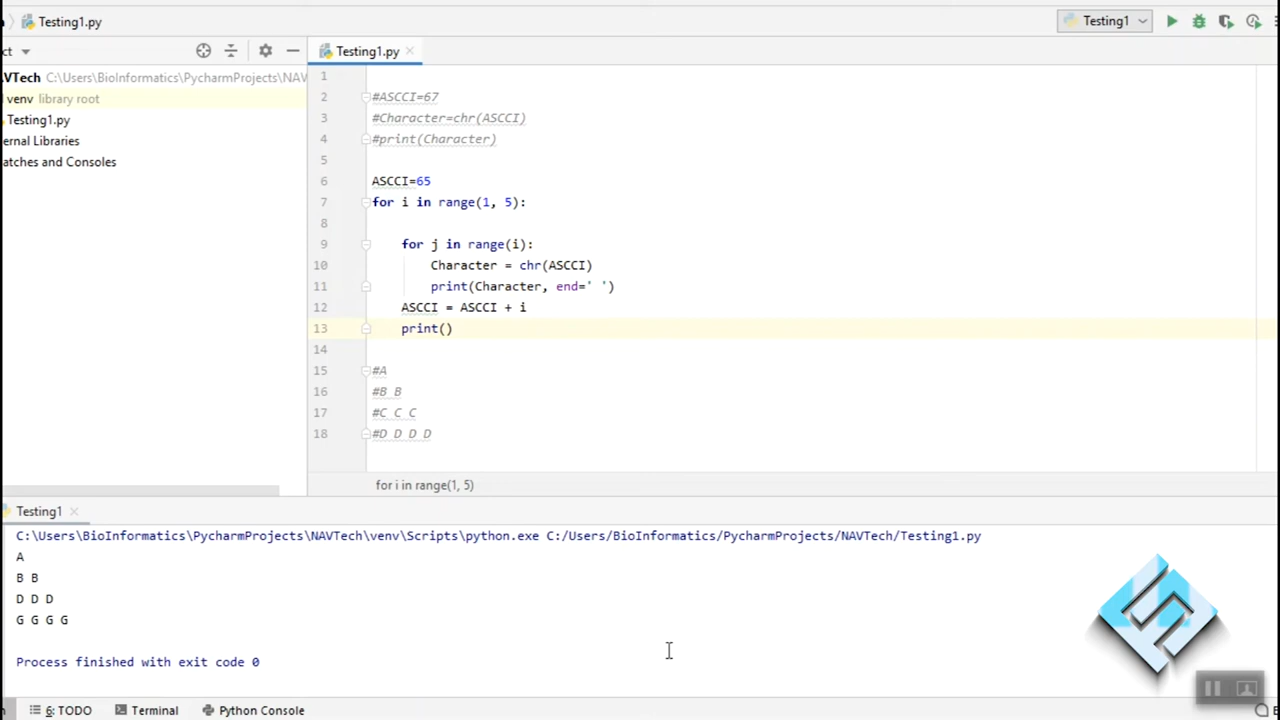 Testing1.py
Testing1
ct
Testing1.py
AVTech C:\Users\BioInformatics\PycharmProjects\NAV
venv library root
Testing1.py
ernal Libraries
atches and Consoles
1
2 #ASCCI=67
3 #Character=chr(ASCCI)
4 #print(Character)
5
6 ASCCI=65
7 for i in range(1, 5):
8
9 for j in range(i):
10 Character = chr(ASCCI)
11 print(Character, end=' ')
12 ASCCI = ASCCI + i
13 print()
14
15 #A
16 #B B
17 #C C C
18 #D D D D
for i in range(1, 5)
Testing1
C:\Users\BioInformatics\PycharmProjects\NAVTech\venv\Scripts\python.exe C:/Users/BioInformatics/PycharmProjects/NAVTech/Testing1.py
A
B B
D D D
G G G G
Process finished with exit code 0
6: TODO Terminal Python Console